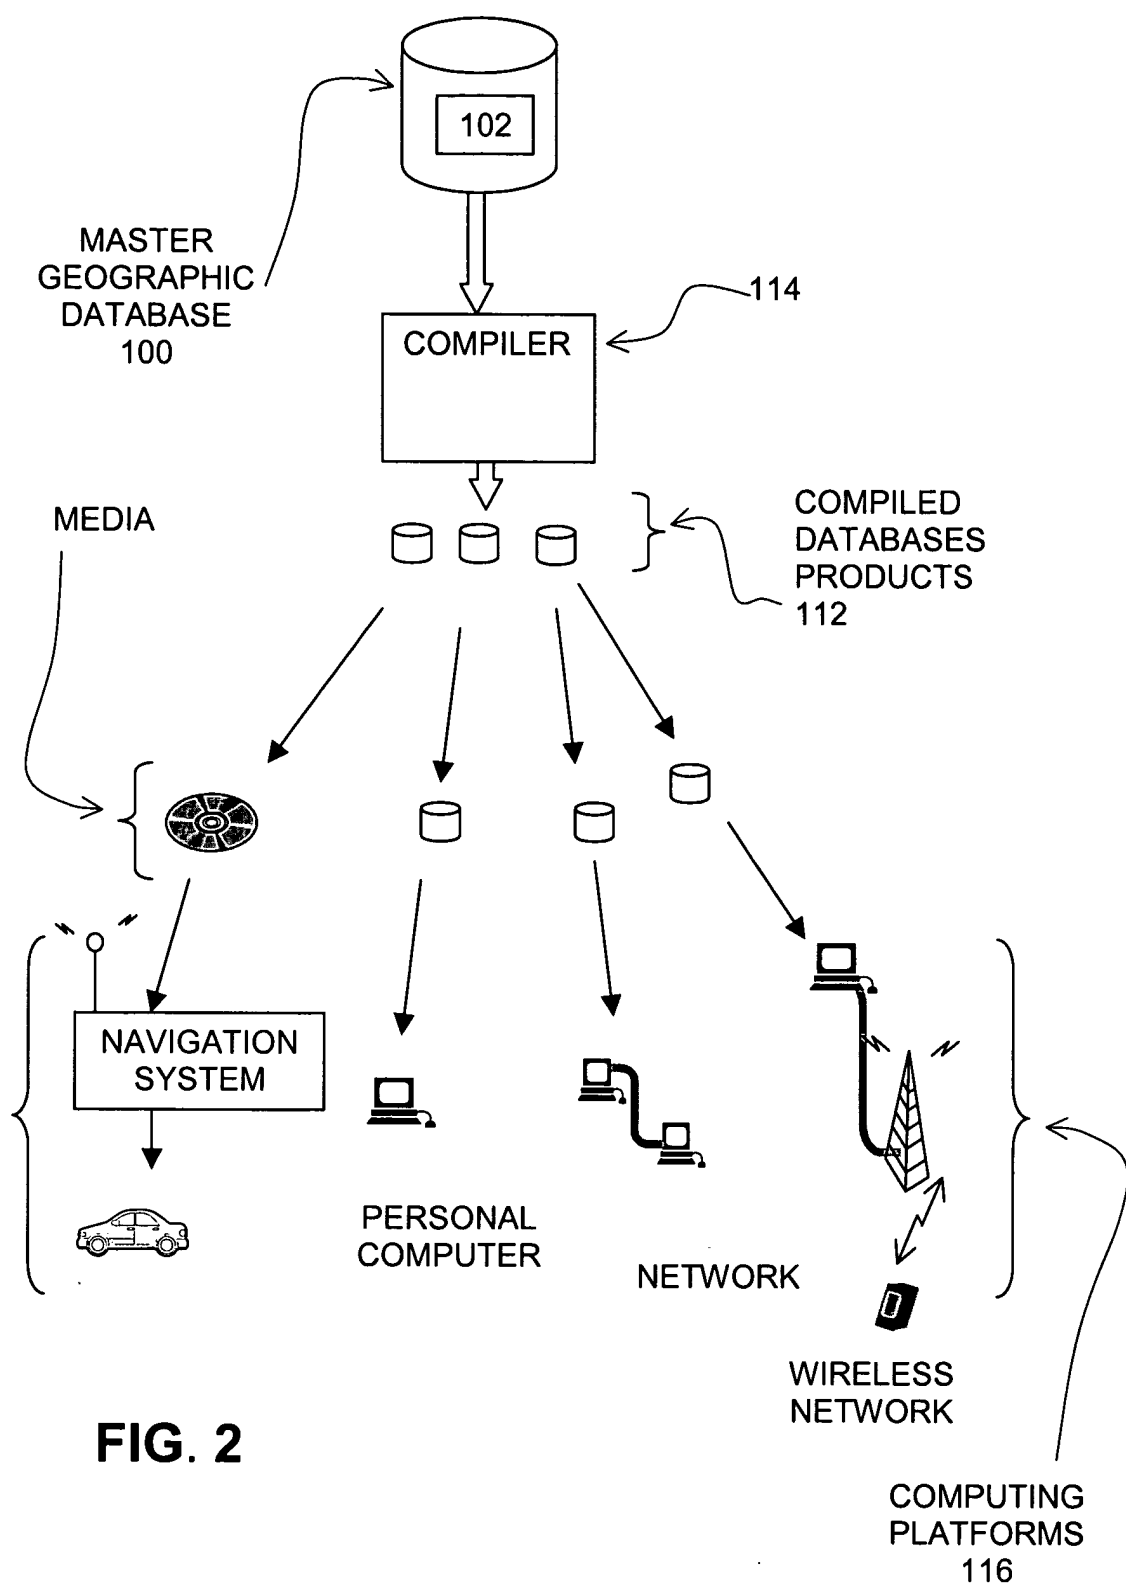 102
MASTER
GEOGRAPHIC
DATABASE
100
114
COMPILER
MEDIA
COMPILED
DATABASES
PRODUCTS
112
NAVIGATION
SYSTEM
PERSONAL
COMPUTER
NETWORK
WIRELESS
NETWORK
FIG. 2
COMPUTING
PLATFORMS
116